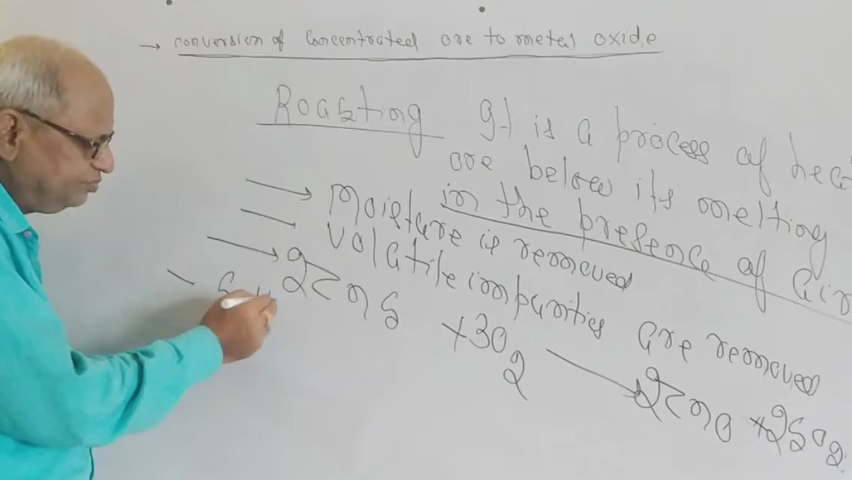 → conversion of concentrated ore to metal oxide
Roasting It is a process of hea
ore below its melting
in the presence of air
→ moisture is removed
→ volatile impurities are removed
→ 2ZnS + 3O2 → 2ZnO + 2SO2